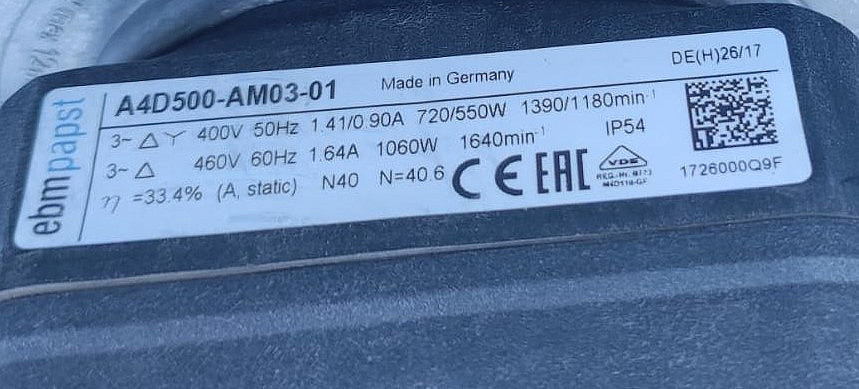 ebmpapst
A4D500-AM03-01 Made in Germany DE(H)26/17
3~ △ Y 400V 50Hz 1.41/0.90A 720/550W 1390/1180min-1
3~ △ 460V 60Hz 1.64A 1060W 1640min-1 IP54
η =33.4% (A, static) N40 N=40.6 CE EAC
VDE
1726000Q9F